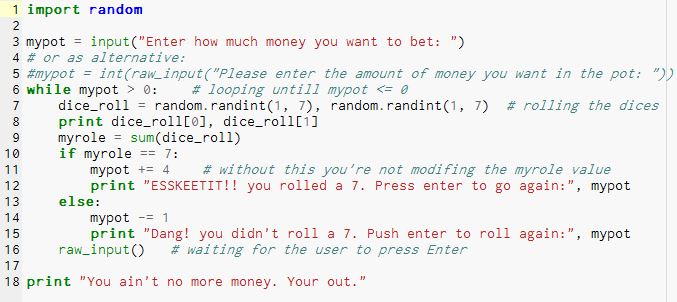 1 import random
2
3 mypot = input("Enter how much money you want to bet: ")
4 # or as alternative:
5 #mypot = int(raw_input("Please enter the amount of money you want in the pot: "))
6 while mypot > 0:     # looping untill mypot <= 0
7     dice_roll = random.randint(1, 7), random.randint(1, 7)  # rolling the dices
8     print dice_roll[0], dice_roll[1]
9     myrole = sum(dice_roll)
10     if myrole == 7:
11         mypot += 4    # without this you're not modifing the myrole value
12         print "ESSKEETIT!! you rolled a 7. Press enter to go again:", mypot
13     else:
14         mypot -= 1
15         print "Dang! you didn't roll a 7. Push enter to roll again:", mypot
16     raw_input()   # waiting for the user to press Enter
17
18 print "You ain't no more money. Your out."